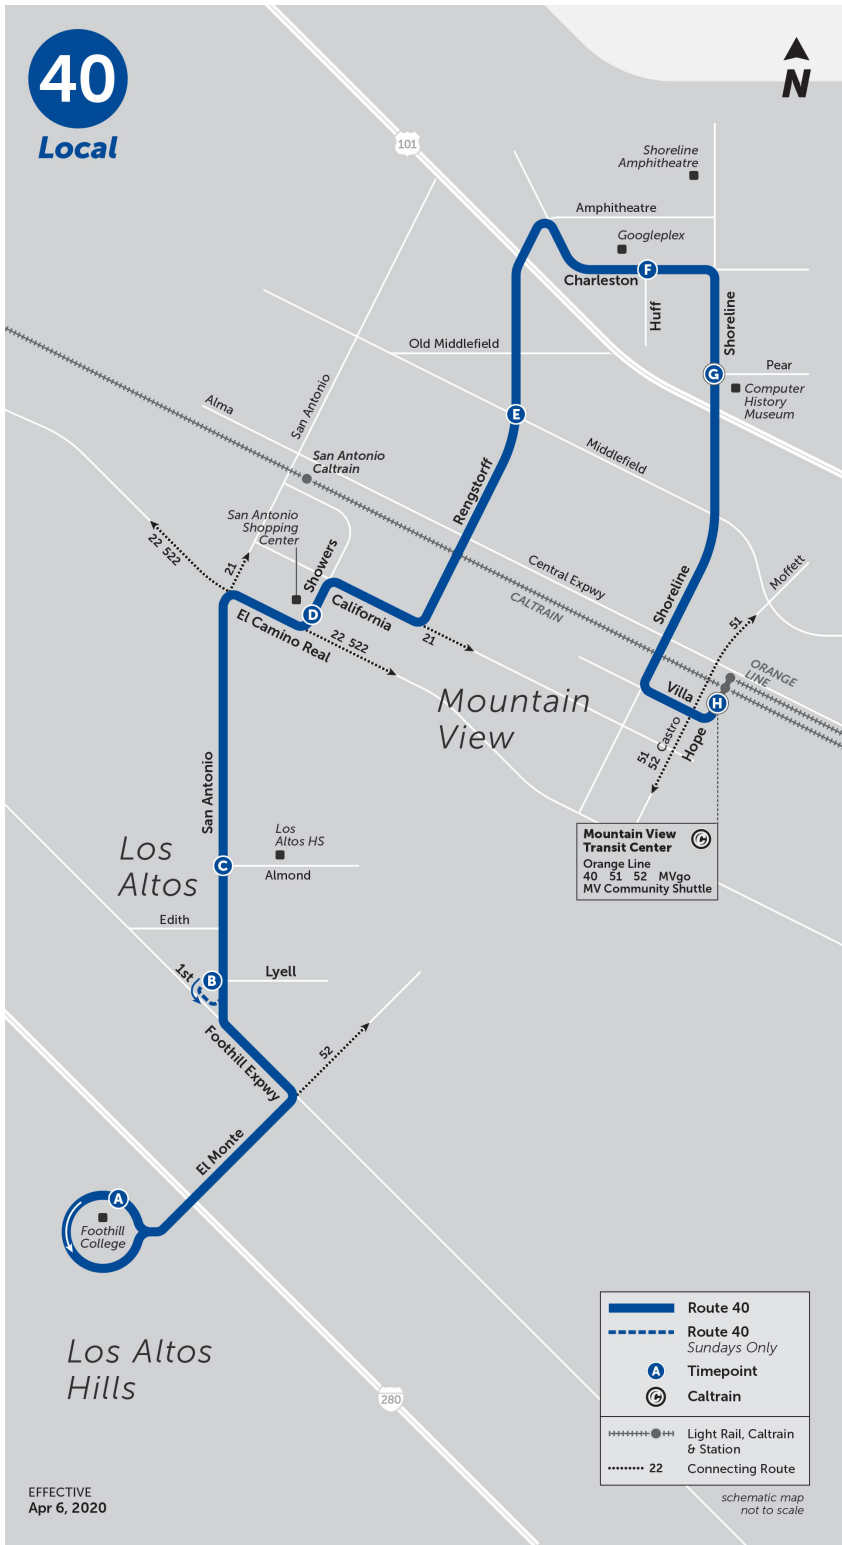 40
Local
N
101
Shoreline
Amphitheatre
Amphitheatre
Googleplex
F
Charleston
Huff
Shoreline
Old Middlefield
Pear
G
Computer
History
Museum
San Antonio
Alma
E
Middlefield
San Antonio
Caltrain
Rengstorff
San Antonio
Shopping
Center
22 522
21
Showers
Central Expwy
CALTRAIN
Moffett
Shoreline
D
California
El Camino Real
22 522
21
51
ORANGE
LINE
Villa
H
Mountain
View
Castro
Hope
51
52
San Antonio
Mountain View
Transit Center
C
Orange Line
40 51 52 MVgo
MV Community Shuttle
Los
Altos
Los
Altos HS
C
Almond
Edith
1st
B
Lyell
Foothill Expwy
52
El Monte
A
Foothill
College
Los Altos
Hills
280
Route 40
Route 40
Sundays Only
A
Timepoint
C
Caltrain
Light Rail, Caltrain
& Station
22
Connecting Route
EFFECTIVE
Apr 6, 2020
schematic map
not to scale